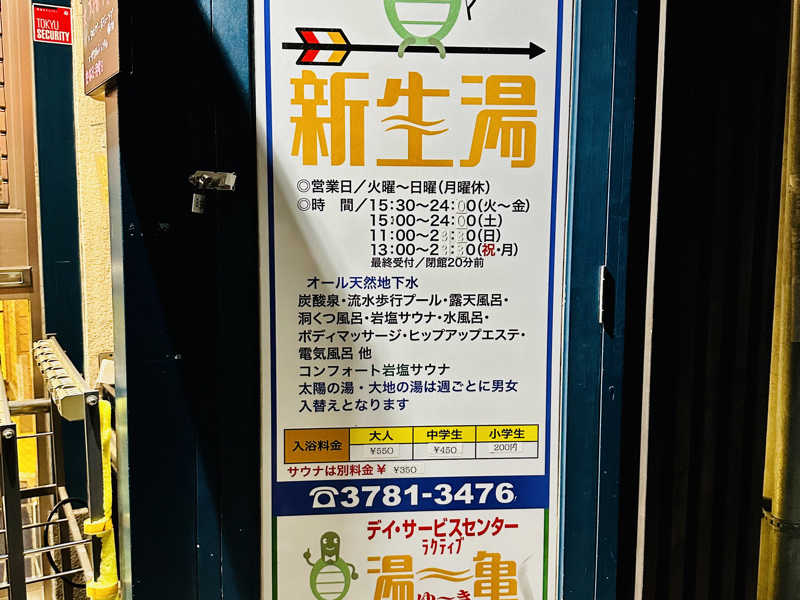 TOKYU
SECURITY
新生湯
◎営業日／火曜～日曜(月曜休)
◎時　間／15:30～24:00(火～金)
15:00～24:00(土)
11:00～2(日)
13:00～2(祝・月)
最終受付／閉館20分前
オール天然地下水
炭酸泉・流水歩行プール・露天風呂・
洞くつ風呂・岩塩サウナ・水風呂・
ボディマッサージ・ヒップアップエステ・
電気風呂 他
コンフォート岩塩サウナ
太陽の湯・大地の湯は週ごとに男女
入替えとなります
入浴料金 大人 中学生 小学生
¥550 ¥450 200円
サウナは別料金¥ ¥350
☎3781-3476
デイ・サービスセンター
ラクティブ
湯～亀
ゆ～き